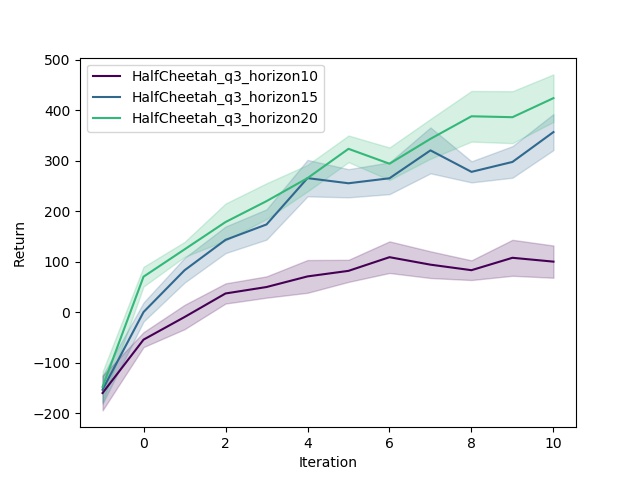 HalfCheetah_q3_horizon10
HalfCheetah_q3_horizon15
HalfCheetah_q3_horizon20
500
400
300
200
100
0
−100
−200
Return
0 2 4 6 8 10
Iteration